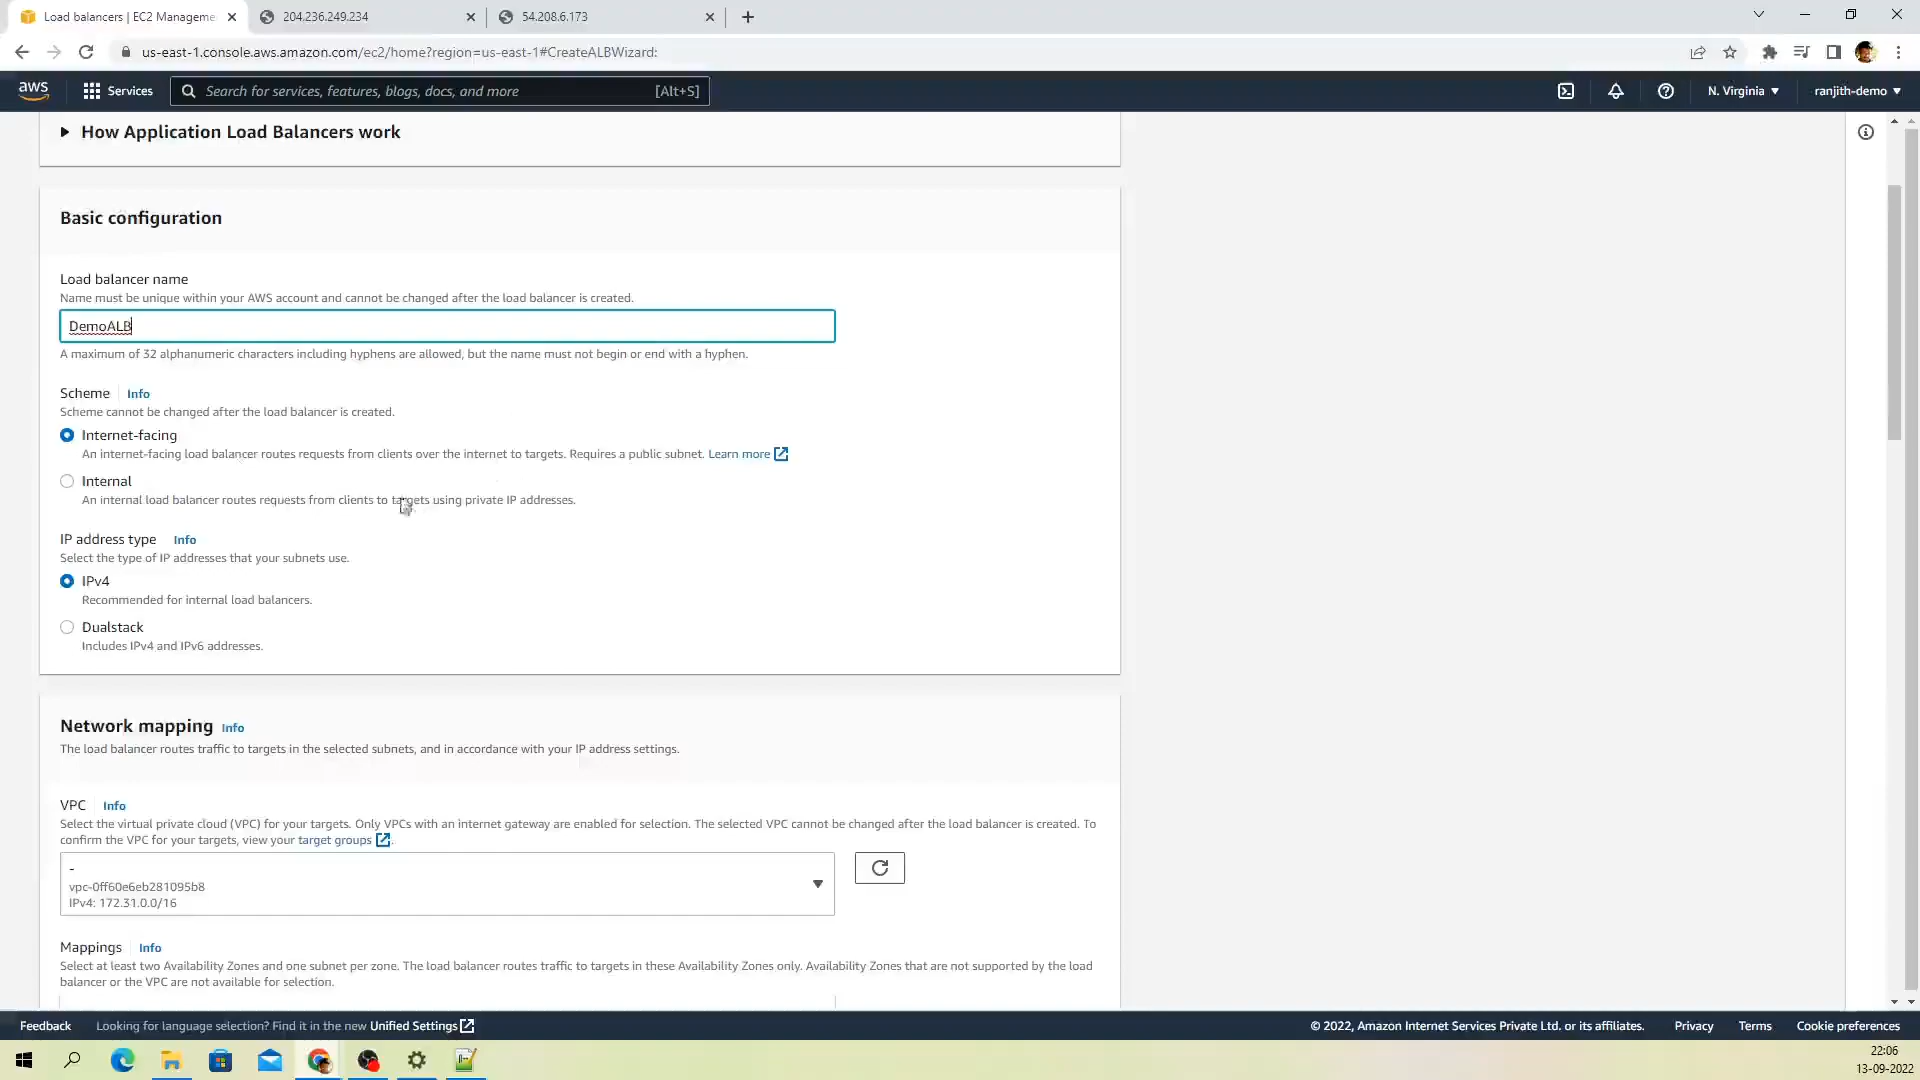 Load balancers | EC2 Manageme
204.236.249.234
54.208.6.173
us-east-1.console.aws.amazon.com/ec2/home?region=us-east-1#CreateALBWizard:
aws
Services
Search for services, features, blogs, docs, and more
[Alt+S]
N. Virginia
ranjith-demo
How Application Load Balancers work
Basic configuration
Load balancer name
Name must be unique within your AWS account and cannot be changed after the load balancer is created.
DemoALB
A maximum of 32 alphanumeric characters including hyphens are allowed, but the name must not begin or end with a hyphen.
Scheme Info
Scheme cannot be changed after the load balancer is created.
Internet-facing
An internet-facing load balancer routes requests from clients over the internet to targets. Requires a public subnet. Learn more
Internal
An internal load balancer routes requests from clients to targets using private IP addresses.
IP address type Info
Select the type of IP addresses that your subnets use.
IPv4
Recommended for internal load balancers.
Dualstack
Includes IPv4 and IPv6 addresses.
Network mapping Info
The load balancer routes traffic to targets in the selected subnets, and in accordance with your IP address settings.
VPC Info
Select the virtual private cloud (VPC) for your targets. Only VPCs with an internet gateway are enabled for selection. The selected VPC cannot be changed after the load balancer is created. To
confirm the VPC for your targets, view your target groups.
-
vpc-0ff60e6eb281095b8
IPv4: 172.31.0.0/16
Mappings Info
Select at least two Availability Zones and one subnet per zone. The load balancer routes traffic to targets in these Availability Zones only. Availability Zones that are not supported by the load
balancer or the VPC are not available for selection.
Feedback
Looking for language selection? Find it in the new Unified Settings
© 2022, Amazon Internet Services Private Ltd. or its affiliates.
Privacy
Terms
Cookie preferences
22:06
13-09-2022